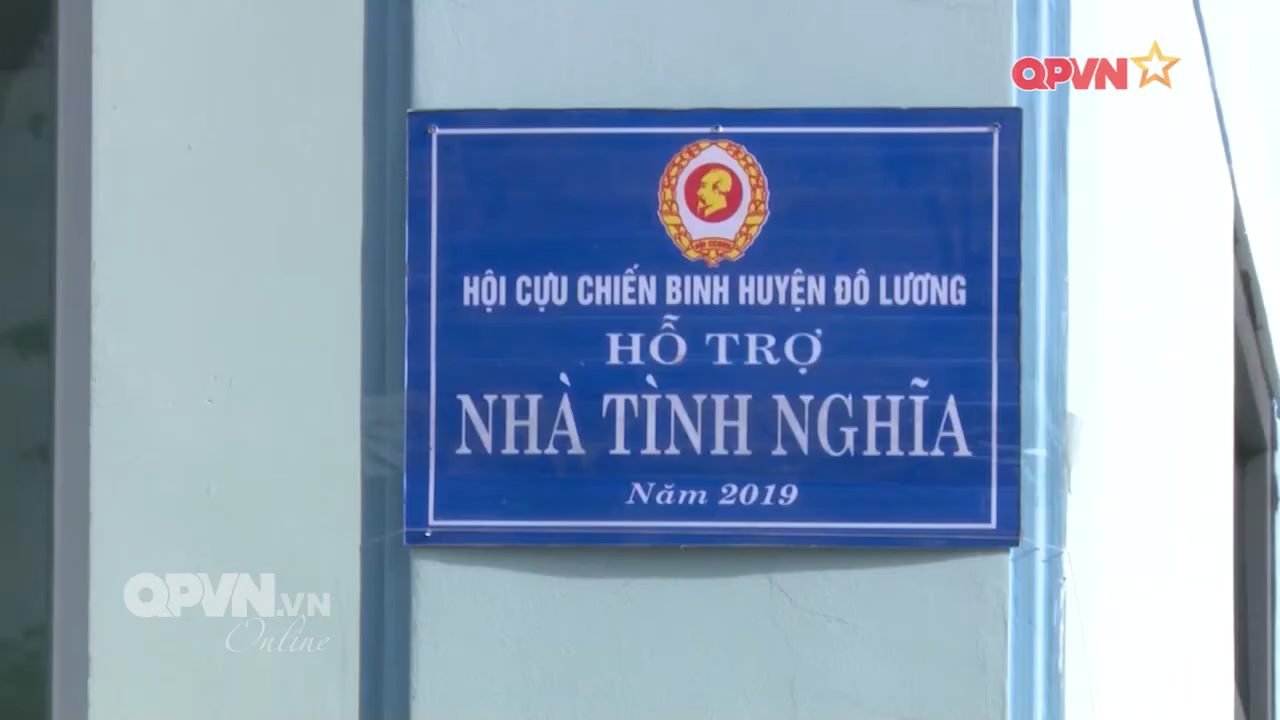 QPVN
HỘI CỰU CHIẾN BINH HUYỆN ĐÔ LƯƠNG
HỖ TRỢ
NHÀ TÌNH NGHĨA
Năm 2019
QPVN.VN
Online